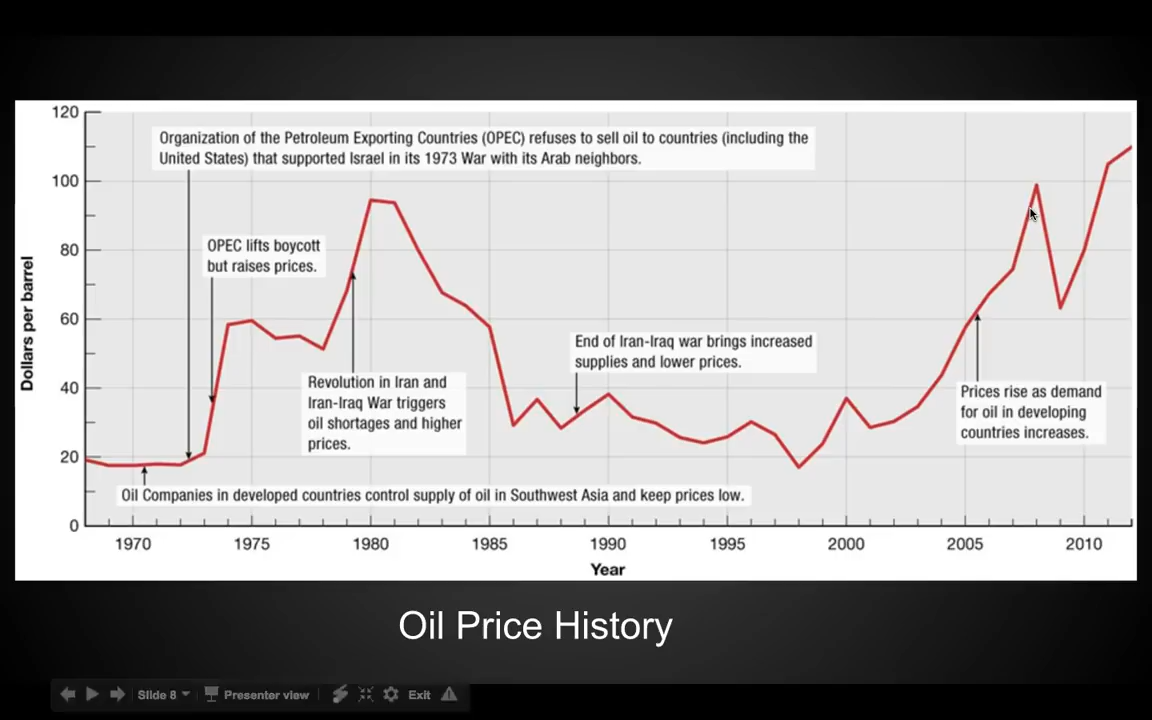 120
Organization of the Petroleum Exporting Countries (OPEC) refuses to sell oil to countries (including the
United States) that supported Israel in its 1973 War with its Arab neighbors.
100
OPEC lifts boycott
but raises prices.
80
Dollars per barrel
60
End of Iran-Iraq war brings increased
supplies and lower prices.
Revolution in Iran and
Iran-Iraq War triggers
oil shortages and higher
prices.
40
Prices rise as demand
for oil in developing
countries increases.
20
Oil Companies in developed countries control supply of oil in Southwest Asia and keep prices low.
0
1970 1975 1980 1985 1990 1995 2000 2005 2010
Year
Oil Price History
Slide 8 Presenter view Exit